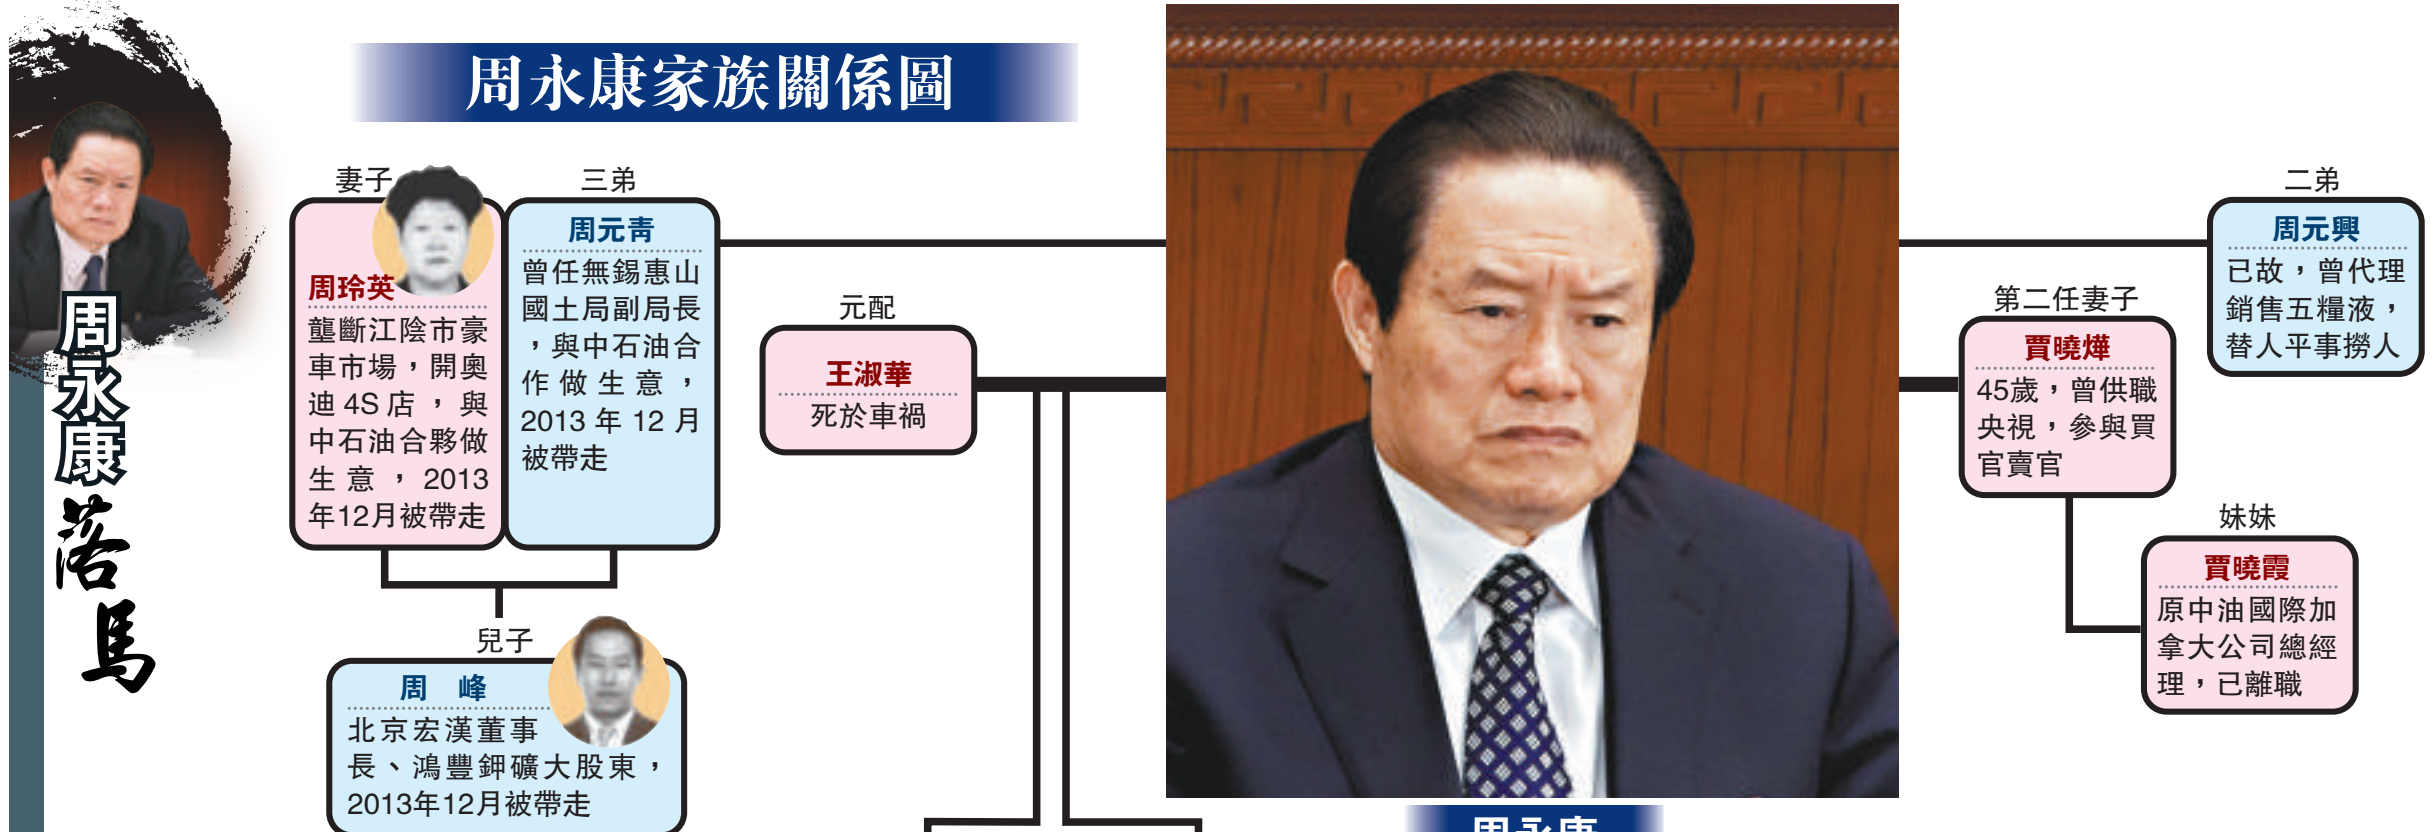 周永康家族關係圖
周永康
落馬
妻子
周玲英
壟斷江陰市豪
車市場，開奧
迪4S店，與
中石油合夥做
生意，2013
年12月被帶走
三弟
周元青
曾任無錫惠山
國土局副局長
，與中石油合
作做生意，
2013年12月
被帶走
兒子
周　峰
北京宏漢董事
長、鴻豐鉀礦大股東，
2013年12月被帶走
元配
王淑華
死於車禍
周永康
第二任妻子
賈曉燁
45歲，曾供職
央視，參與買
官賣官
妹妹
賈曉霞
原中油國際加
拿大公司總經
理，已離職
二弟
周元興
已故，曾代理
銷售五糧液，
替人平事撈人